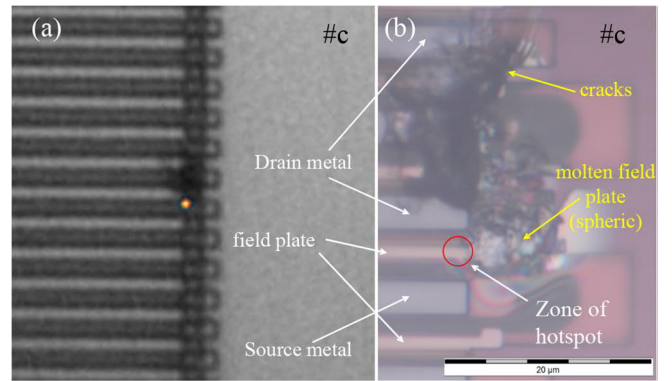 (a)
#c
(b)
#c
cracks
Drain metal
molten field
plate
(spheric)
field plate
Zone of
hotspot
Source metal
20 µm